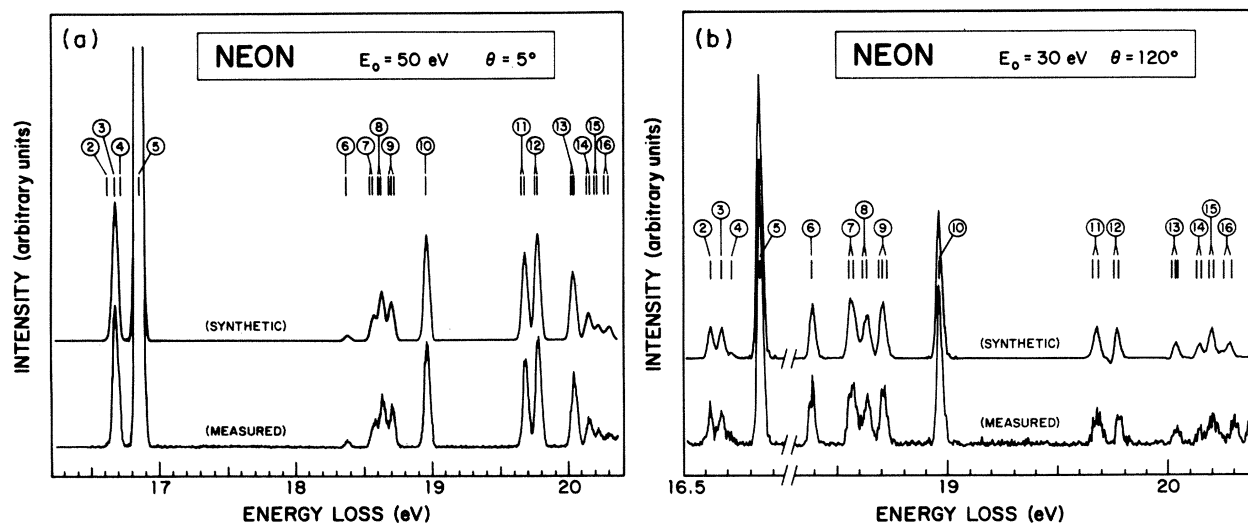 (a)
NEON E₀ = 50 eV θ = 5°
INTENSITY (arbitrary units)
2 3 4 5 6 7 8 9 10 11 12 13 14 15 16
(SYNTHETIC)
(MEASURED)
17 18 19 20
ENERGY LOSS (eV)
(b)
NEON E₀ = 30 eV θ = 120°
INTENSITY (arbitrary units)
2 3 4 5 6 7 8 9 10 11 12 13 14 15 16
(SYNTHETIC)
(MEASURED)
16.5 19 20
ENERGY LOSS (eV)